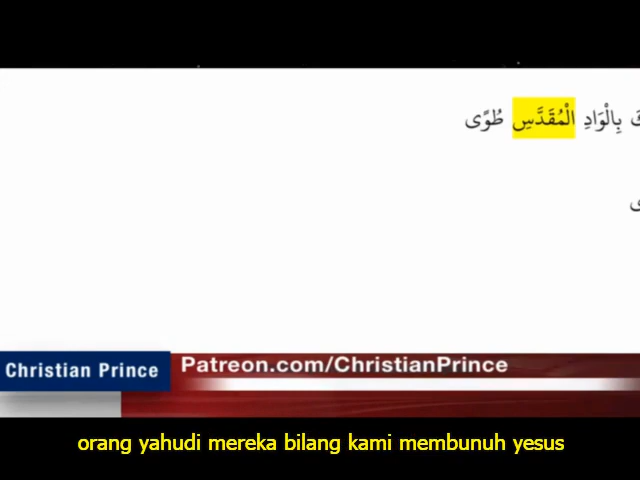 بِالْوَادِ الْمُقَدَّسِ طُوًى
Christian Prince
Patreon.com/ChristianPrince
orang yahudi mereka bilang kami membunuh yesus